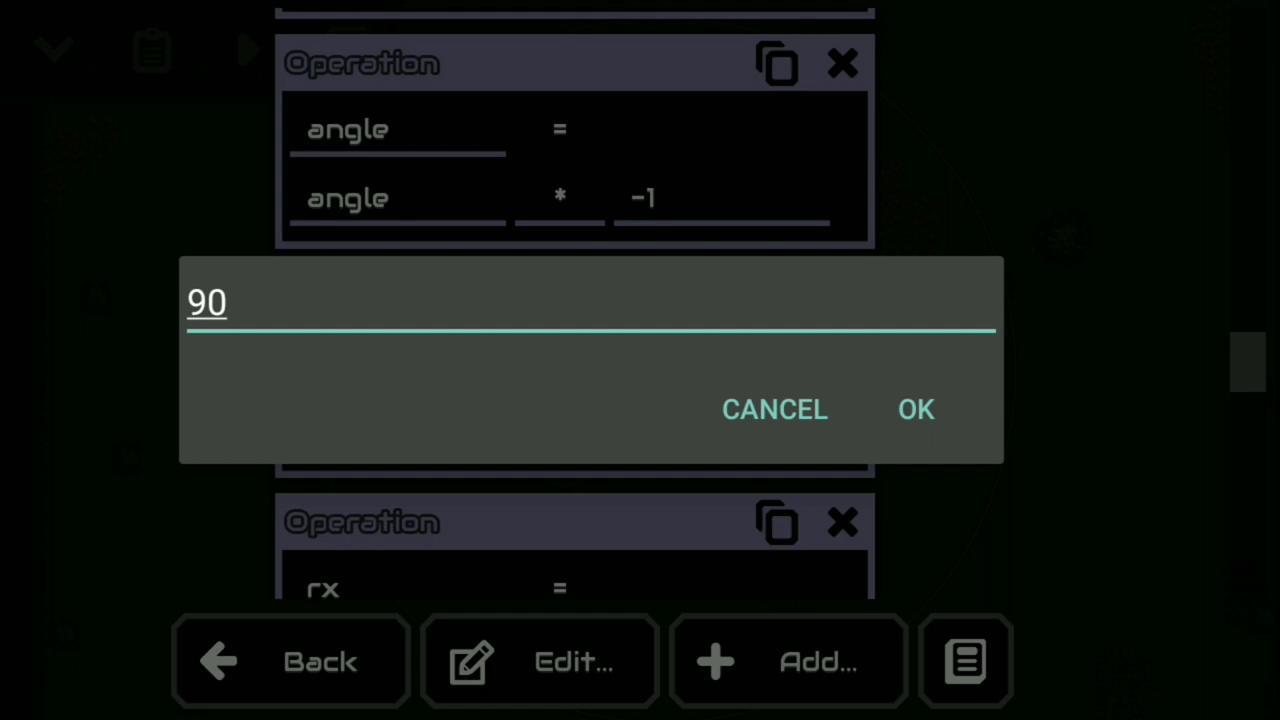 Operation
angle =
angle * -1
90
CANCEL OK
Operation
rx =
Back Edit... Add...